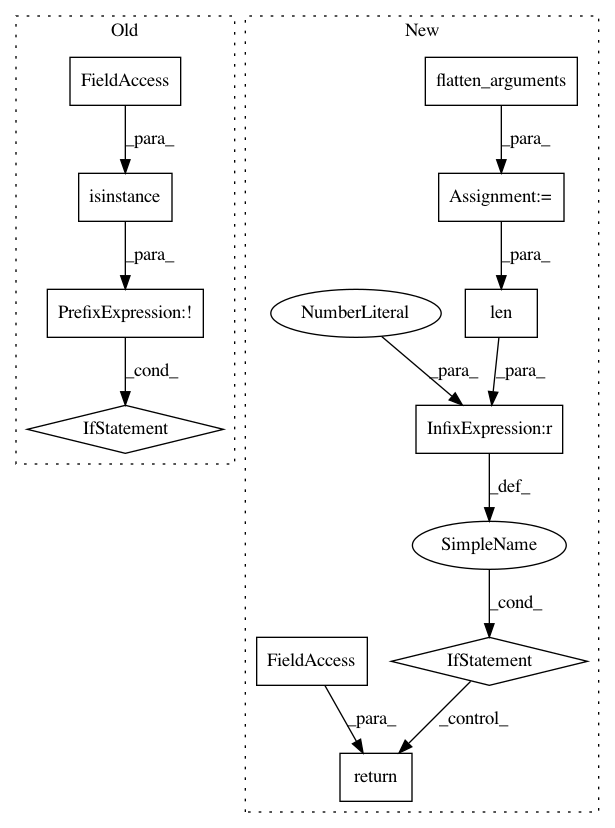 Old
New
FieldAccess
flatten_arguments
_para_
_para_
isinstance
Assignment:=
_para_
_para_
PrefixExpression:!
NumberLiteral
len
_cond_
_para_
_para_
IfStatement
InfixExpression:r
_def_
SimpleName
_cond_
FieldAccess
IfStatement
_para_
_control_
return